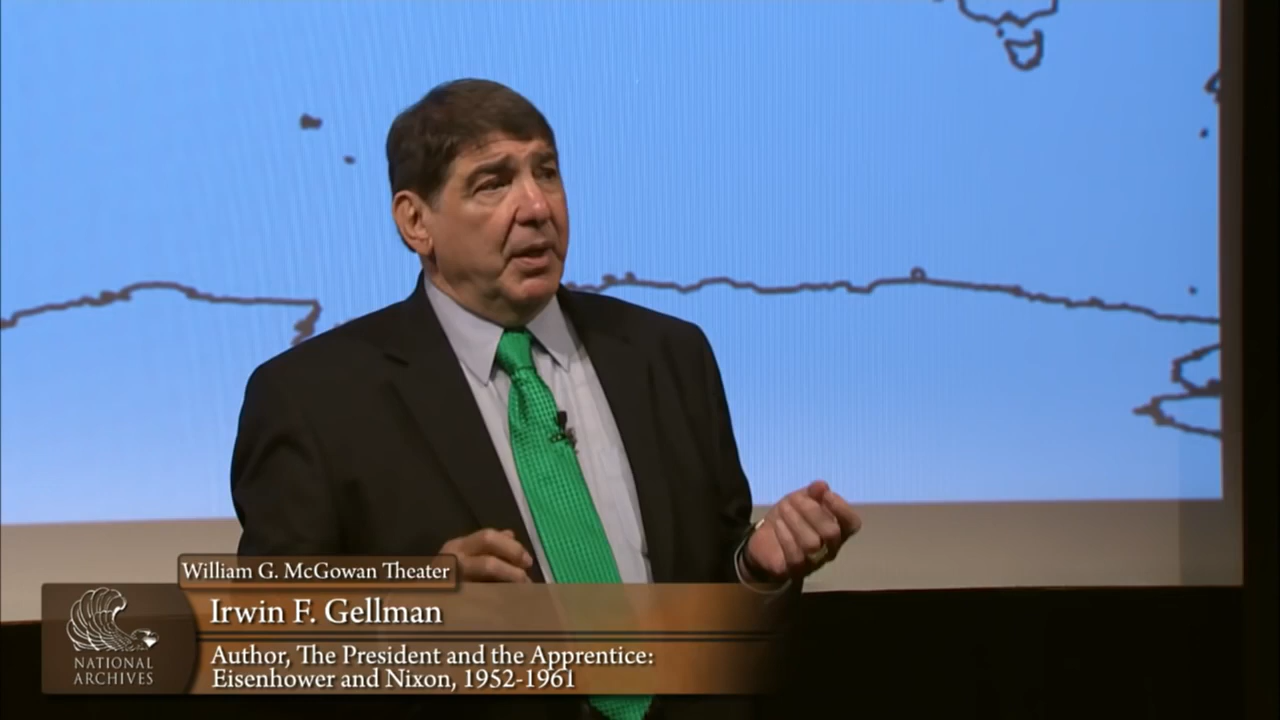 William G. McGowan Theater
Irwin F. Gellman
NATIONAL
ARCHIVES
Author, The President and the Apprentice:
Eisenhower and Nixon, 1952-1961